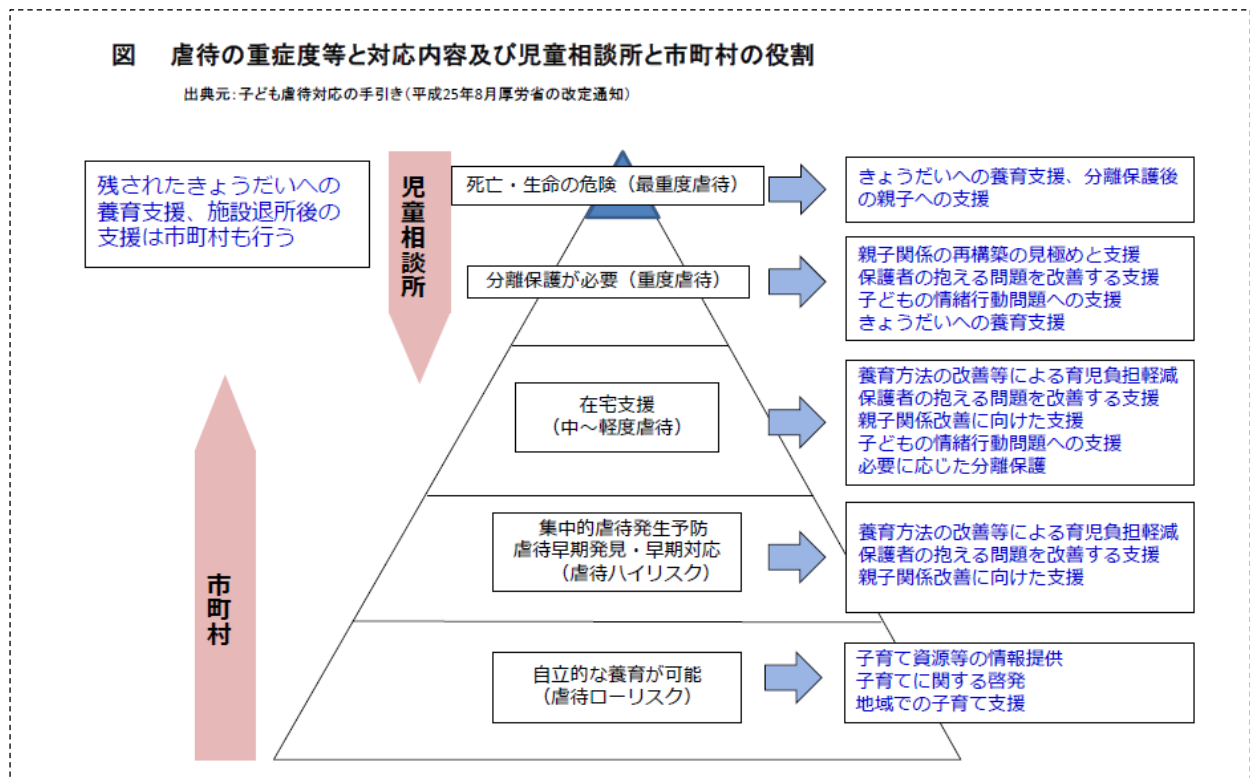 図 虐待の重症度等と対応内容及び児童相談所と市町村の役割
出典元:子ども虐待対応の手引き(平成25年8月厚労省の改定通知)
残されたきょうだいへの
養育支援、施設退所後の
支援は市町村も行う
児童相談所
市町村
死亡・生命の危険(最重度虐待)
きょうだいへの養育支援、分離保護後
の親子への支援
分離保護が必要(重度虐待)
親子関係の再構築の見極めと支援
保護者の抱える問題を改善する支援
子どもの情緒行動問題への支援
きょうだいへの養育支援
在宅支援
(中~軽度虐待)
養育方法の改善等による育児負担軽減
保護者の抱える問題を改善する支援
親子関係改善に向けた支援
子どもの情緒行動問題への支援
必要に応じた分離保護
集中的虐待発生予防
虐待早期発見・早期対応
(虐待ハイリスク)
養育方法の改善等による育児負担軽減
保護者の抱える問題を改善する支援
親子関係改善に向けた支援
自立的な養育が可能
(虐待ローリスク)
子育て資源等の情報提供
子育てに関する啓発
地域での子育て支援